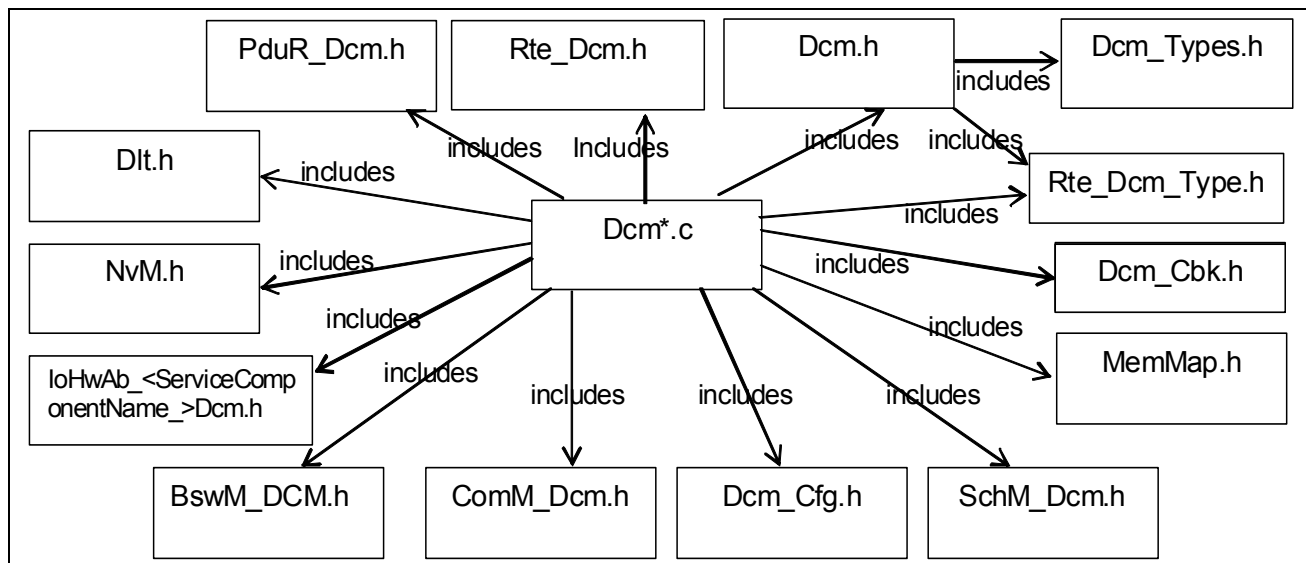 PduR_Dcm.h
Rte_Dcm.h
Dcm.h
Dcm_Types.h
includes
includes
Includes
includes
includes
Dlt.h
includes
Rte_Dcm_Type.h
includes
Dcm*.c
NvM.h
includes
includes
Dcm_Cbk.h
includes
includes
MemMap.h
IoHwAb_<ServiceComp
onentName_>Dcm.h
includes
includes
includes
includes
BswM_DCM.h
ComM_Dcm.h
Dcm_Cfg.h
SchM_Dcm.h